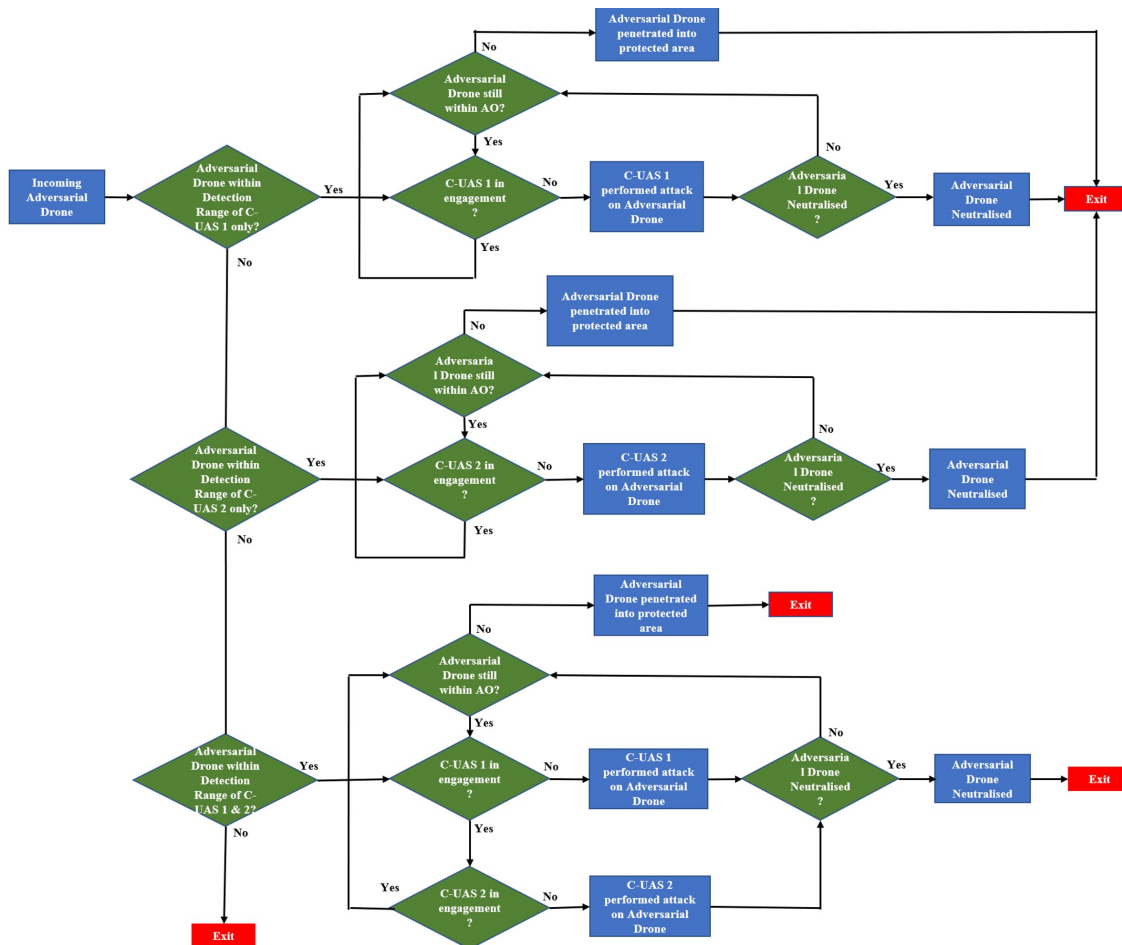 Adversarial Drone
penetrated into
protected area
No
Adversarial
Drone still
within AO?
Yes
No
Incoming
Adversarial
Drone
Adversarial
Drone within
Detection
Range of C-
UAS 1 only?
Yes
C-UAS 1 in
engagement
?
No
C-UAS 1
performed attack
on Adversarial
Drone
Adversaria
l Drone
Neutralised
?
Yes
Adversarial
Drone
Neutralised
Exit
Yes
No
Adversarial Drone
penetrated into
protected area
No
Adversaria
l Drone still
within AO?
Yes
No
Adversarial
Drone within
Detection
Range of C-
UAS 2 only?
Yes
C-UAS 2 in
engagement
?
No
C-UAS 2
performed attack
on Adversarial
Drone
Adversaria
l Drone
Neutralised
?
Yes
Adversarial
Drone
Neutralised
Yes
No
Adversarial
Drone penetrated
into protected
area
Exit
No
Adversarial
Drone still
within AO?
Yes
No
Adversarial
Drone within
Detection
Range of C-
UAS 1 & 2?
Yes
C-UAS 1 in
engagement
?
No
C-UAS 1
performed attack
on Adversarial
Drone
Adversaria
l Drone
Neutralised
?
Yes
Adversarial
Drone
Neutralised
Exit
No
Yes
Yes
C-UAS 2 in
engagement
?
No
C-UAS 2
performed attack
on Adversarial
Drone
Exit